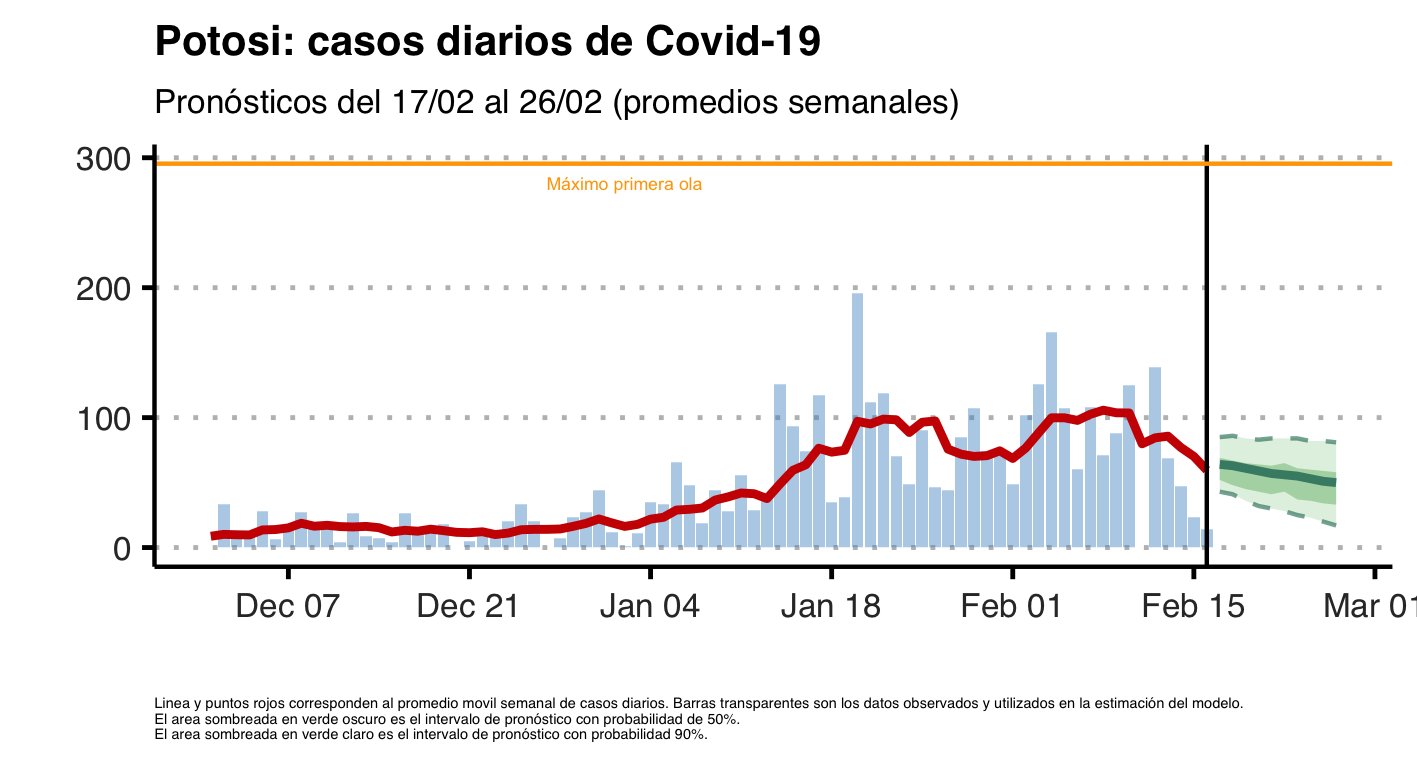 Potosi: casos diarios de Covid-19
Pronósticos del 17/02 al 26/02 (promedios semanales)
300
Máximo primera ola
200
100
0
Dec 07 Dec 21 Jan 04 Jan 18 Feb 01 Feb 15 Mar 01
Linea y puntos rojos corresponden al promedio movil semanal de casos diarios. Barras transparentes son los datos observados y utilizados en la estimación del modelo.
El area sombreada en verde oscuro es el intervalo de pronóstico con probabilidad de 50%.
El area sombreada en verde claro es el intervalo de pronóstico con probabilidad 90%.